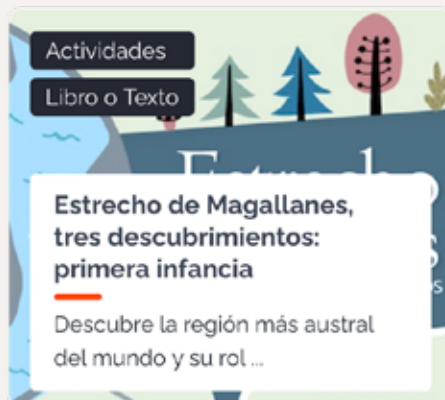 Actividades
Libro o Texto
Estrecho
Estrecho de Magallanes,
tres descubrimientos:
primera infancia
Descubre la región más austral
del mundo y su rol ...